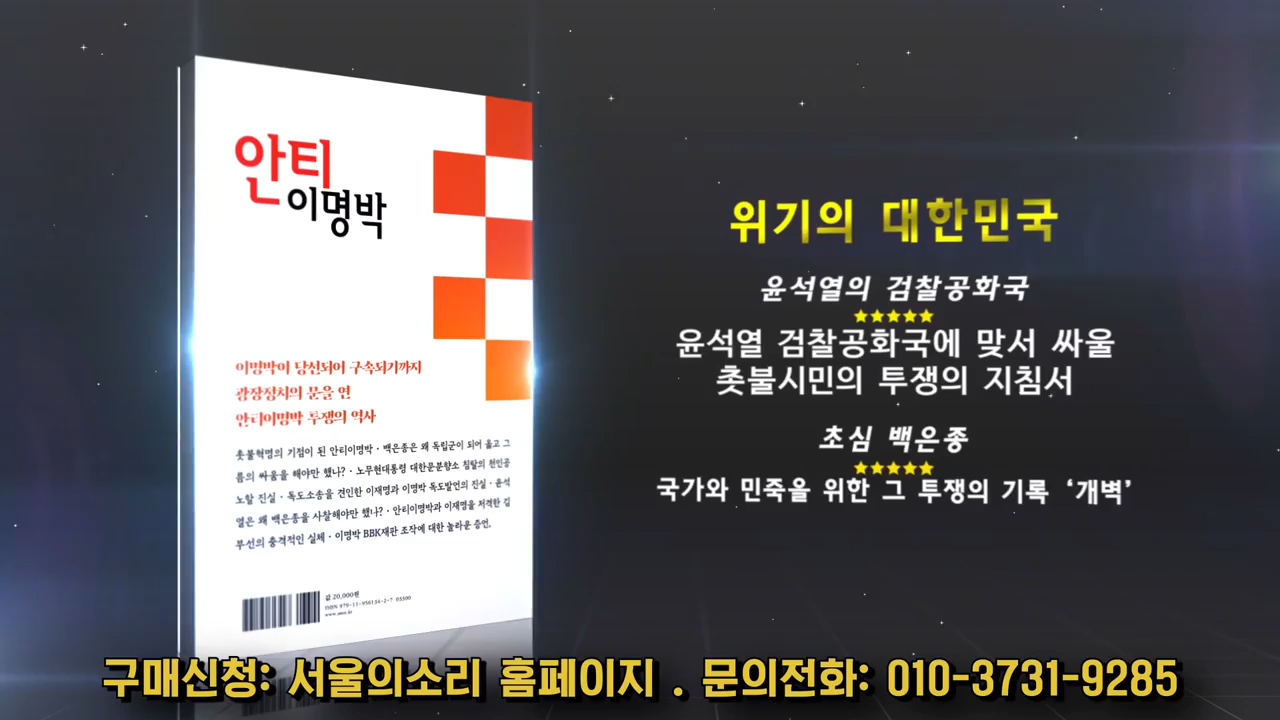 안티
이명박
이명박이 당선되어 구속되기까지
광장정치의 문을 연
안티이명박 투쟁의 역사
촛불혁명의 기점이 된 안티이명박 · 백은종은 왜 독립군이 되어 홀고 그
름의 싸움을 해야만 했나? · 노무현대통령 대한문분향소 침탈의 천인공
노할 진실 · 독도소송을 견인한 이재명과 이명박 독도발언의 진실 · 윤석
열은 왜 백은종을 사찰해야만 했나? · 안티이명박과 이재명을 저격한 김
부선의 충격적인 실체 · 이명박 BBK재판 조작에 대한 놀라운 증언.
값 20,000원
위기의 대한민국
윤석열의 검찰공화국
윤석열 검찰공화국에 맞서 싸울
촛불시민의 투쟁의 지침서
초심 백은종
국가와 민족을 위한 그 투쟁의 기록 ‘개벽’
구매신청: 서울의소리 홈페이지 . 문의전화: 010-3731-9285